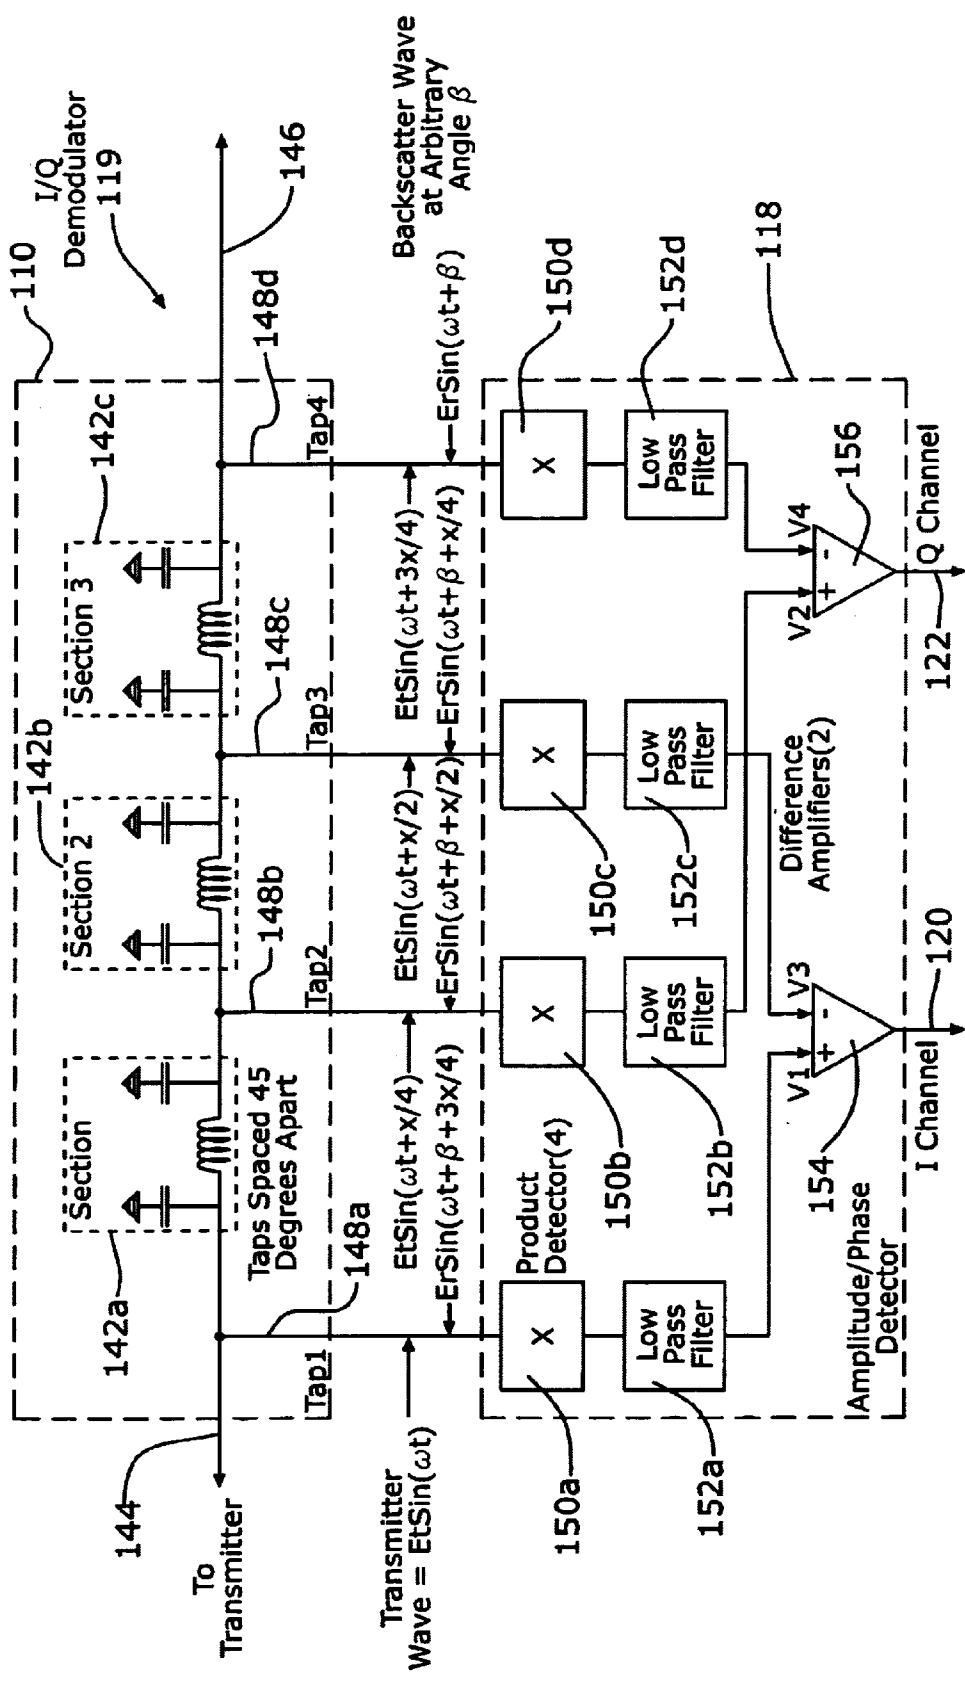 110
I/Q
Demodulator
119
142a
Section
142b
Section 2
142c
Section 3
144
146
To
Transmitter
Taps Spaced 45
Degrees Apart
148a
148b
148c
148d
Tap1
Tap2
Tap3
Tap4
Transmitter
Wave = EtSin(ωt)
EtSin(ωt+x/4)
ErSin(ωt+β+3x/4)
EtSin(ωt+x/2)
ErSin(ωt+β+x/2)
EtSin(ωt+3x/4)
ErSin(ωt+β+x/4)
ErSin(ωt+β)
Backscatter Wave
at Arbitrary
Angle β
118
150a
X
Product
Detector(4)
150b
X
150c
X
150d
X
152a
Low
Pass
Filter
152b
Low
Pass
Filter
152c
Low
Pass
Filter
152d
Low
Pass
Filter
Difference
Amplifiers(2)
V1
V3
+
-
154
V2
V4
+
-
156
Amplitude/Phase
Detector
I Channel
120
122
Q Channel